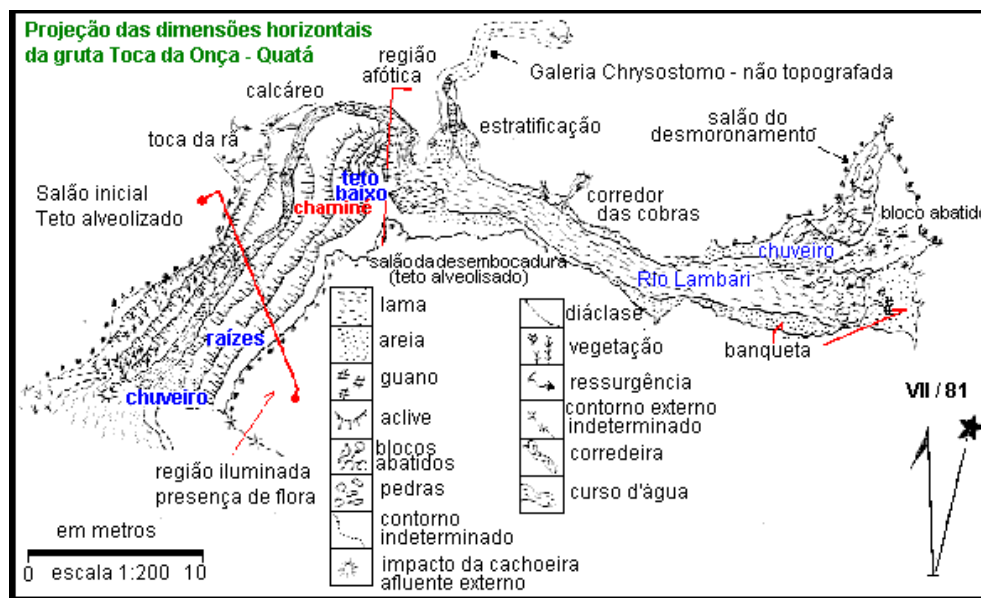 Projeção das dimensões horizontais
da gruta Toca da Onça - Quatá
região
afótica
Galeria Chrysostomo - não topografada
calcáreo
estratificação
salão do
desmoronamento
toca da rã
Salão inicial
Teto alveolizado
teto
baixo
chaminé
corredor
das cobras
bloco abatido
chuveiro
salão da desembocadura
(teto alveolisado)
RIo Lambari
raízes
banqueta
chuveiro
região iluminada
presença de flora
lama
areia
guano
aclive
blocos
abatidos
pedras
contorno
indeterminado
impacto da cachoeira
afluente externo
diáclase
vegetação
ressurgência
contorno externo
indeterminado
corredeira
curso d'água
VII / 81
em metros
0 escala 1:200 10